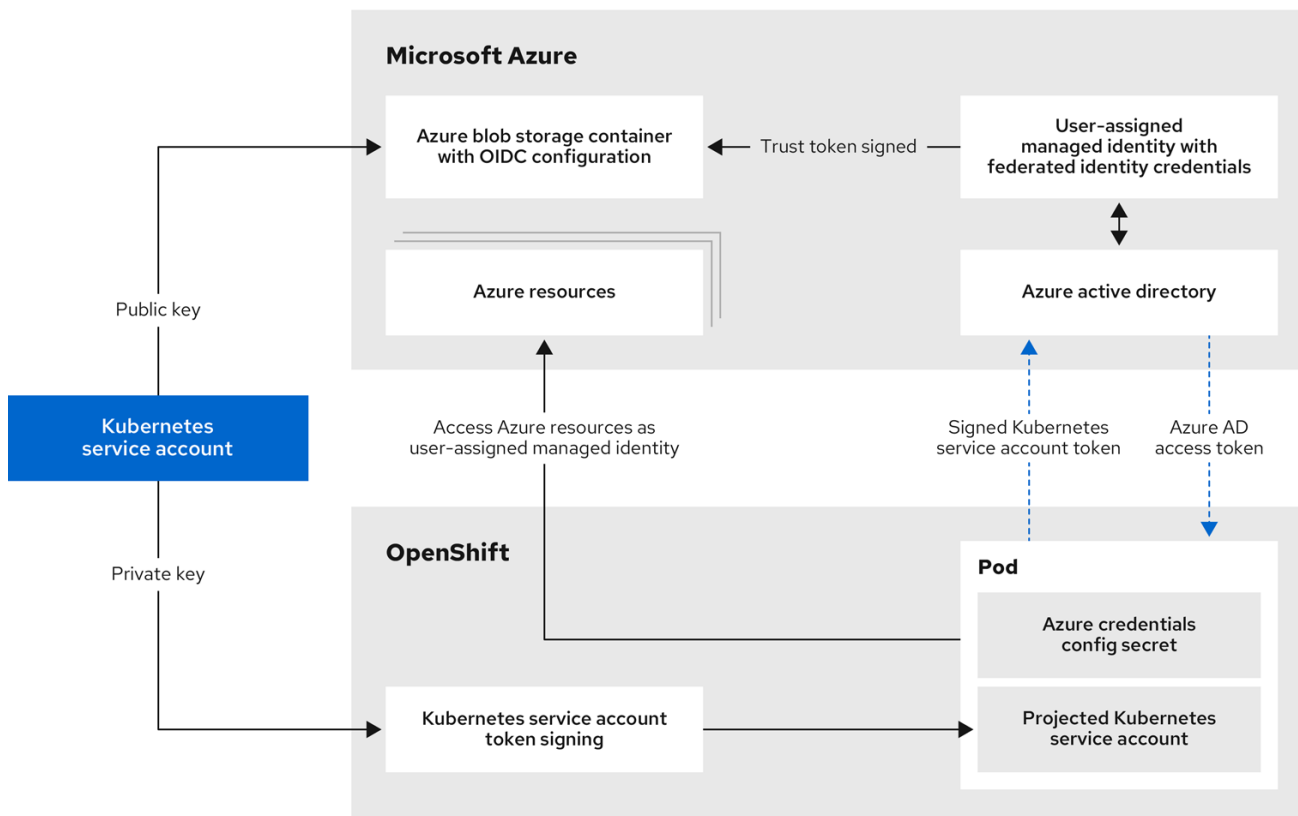 Microsoft Azure
Azure blob storage container
with OIDC configuration
Trust token signed
User-assigned
managed identity with
federated identity credentials
Azure resources
Azure active directory
Public key
Kubernetes
service account
Access Azure resources as
user-assigned managed identity
Signed Kubernetes
service account token
Azure AD
access token
Private key
OpenShift
Pod
Azure credentials
config secret
Kubernetes service account
token signing
Projected Kubernetes
service account